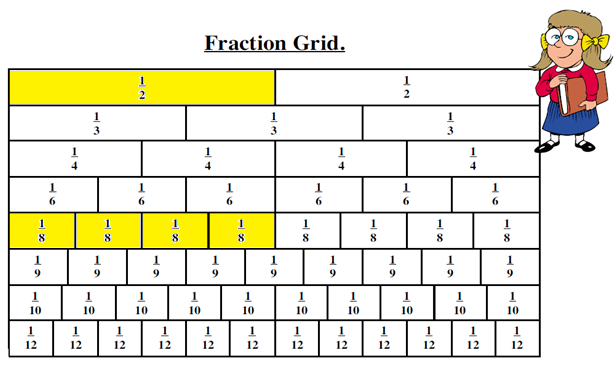 Fraction Grid.
1/2 1/2
1/3 1/3 1/3
1/4 1/4 1/4 1/4
1/6 1/6 1/6 1/6 1/6 1/6
1/8 1/8 1/8 1/8 1/8 1/8 1/8 1/8
1/9 1/9 1/9 1/9 1/9 1/9 1/9 1/9 1/9
1/10 1/10 1/10 1/10 1/10 1/10 1/10 1/10 1/10 1/10
1/12 1/12 1/12 1/12 1/12 1/12 1/12 1/12 1/12 1/12 1/12 1/12